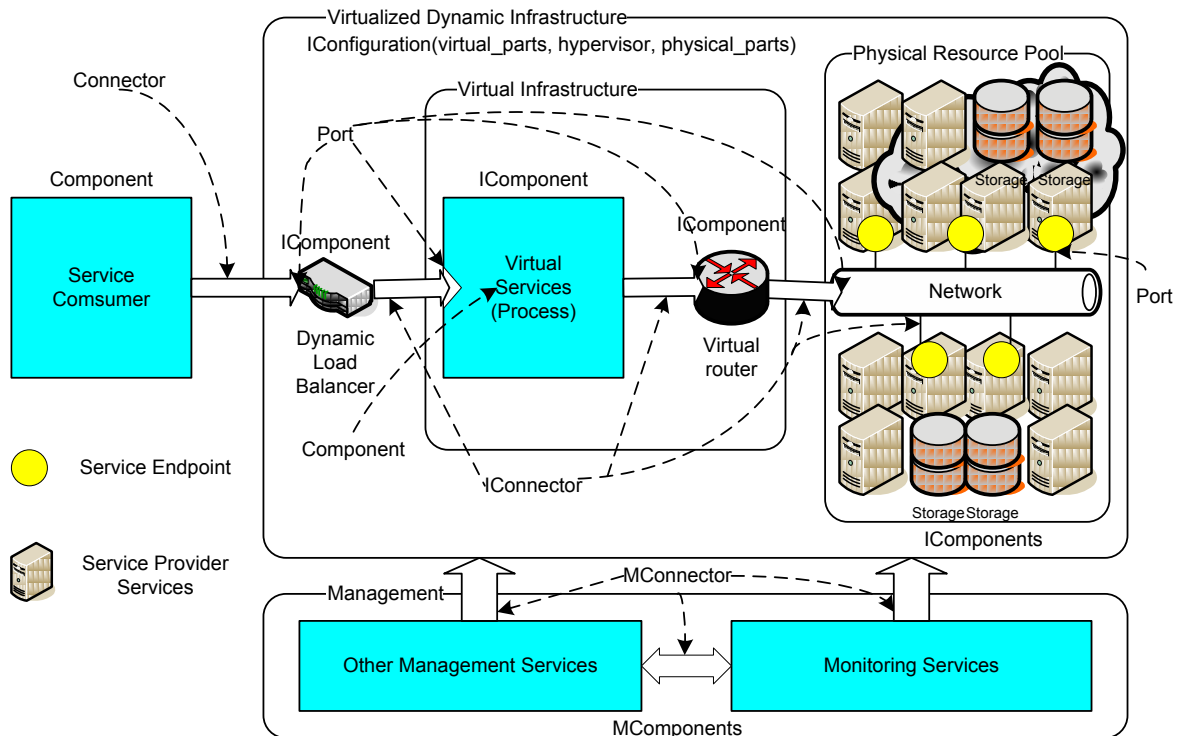 Virtualized Dynamic Infrastructure
IConfiguration(virtual_parts, hypervisor, physical_parts)
Physical Resource Pool
Connector
Virtual Infrastructure
Port
Component
IComponent
Storage
Storage
IComponent
IComponent
Service
Comsumer
Virtual
Services
(Process)
Network
Port
Dynamic
Load
Balancer
Virtual
router
Component
Service Endpoint
IConnector
Storage
Storage
IComponents
Service Provider
Services
MConnector
Management
Other Management Services
Monitoring Services
MComponents